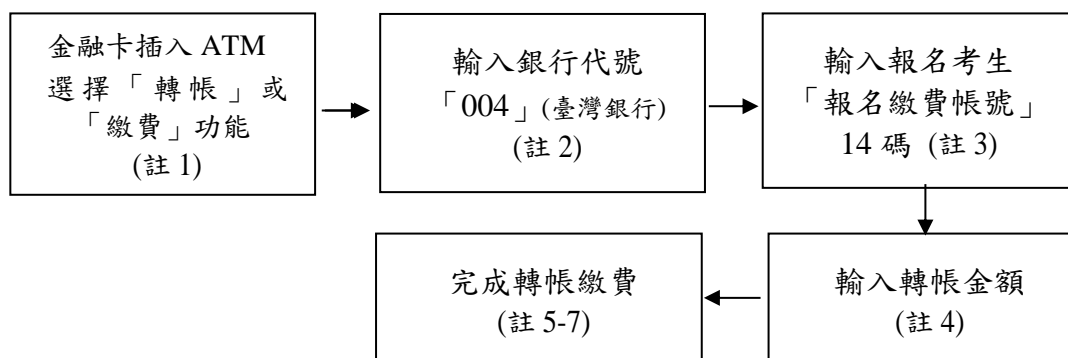 金融卡插入 ATM
選擇「轉帳」或
「繳費」功能
(註 1)
輸入銀行代號
「004」(臺灣銀行)
(註 2)
輸入報名考生
「報名繳費帳號」
14 碼 (註 3)
輸入轉帳金額
(註 4)
完成轉帳繳費
(註 5-7)